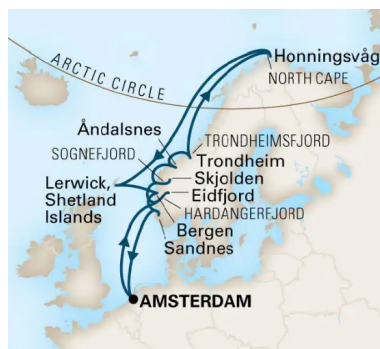 ARCTIC CIRCLE
Honningsvåg
NORTH CAPE
Åndalsnes
TRONDHEIMSFJORD
SOGNEFJORD
Trondheim
Skjolden
Lerwick,
Shetland
Islands
Eidfjord
HARDANGERFJORD
Bergen
Sandnes
AMSTERDAM